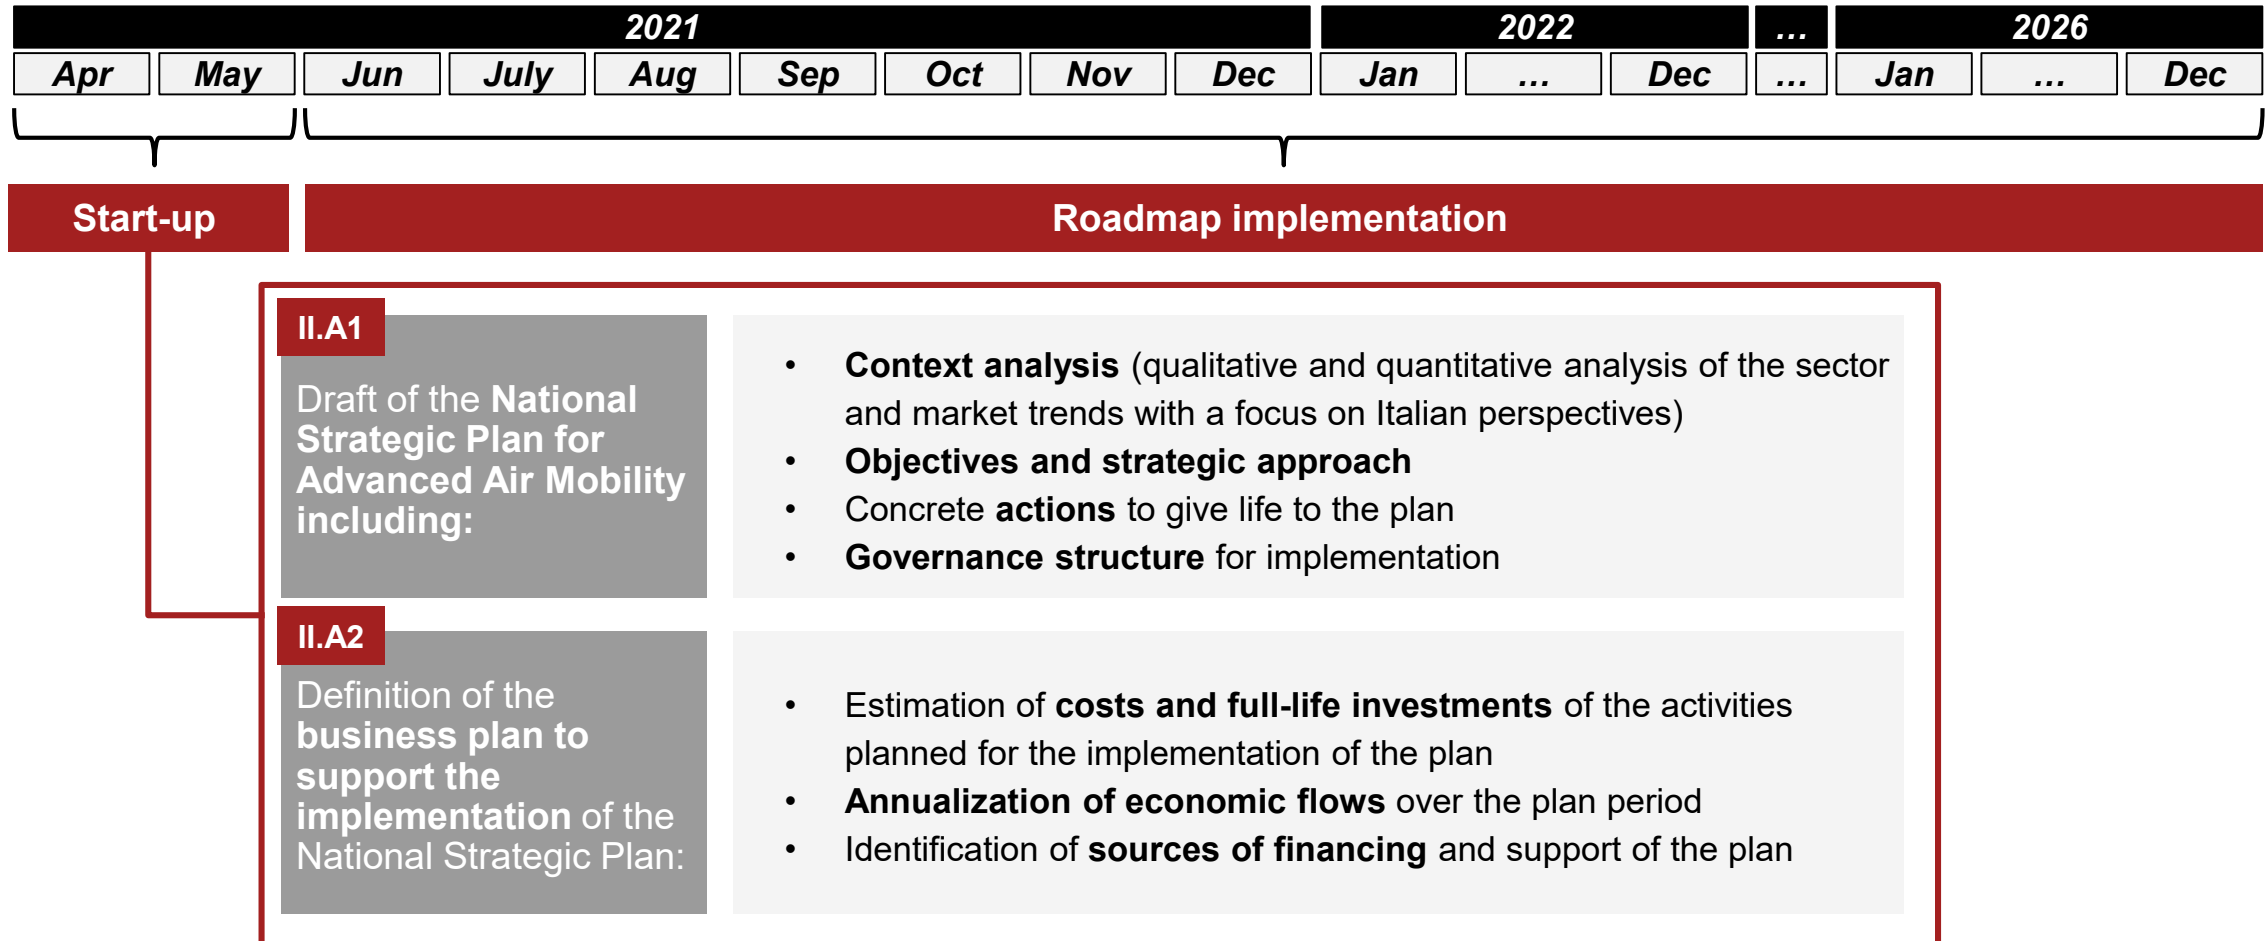 2021 2022 ... 2026
Apr May Jun July Aug Sep Oct Nov Dec Jan ... Dec ... Jan ... Dec
Start-up Roadmap implementation
II.A1
Draft of the National
Strategic Plan for
Advanced Air Mobility
including:
• Context analysis (qualitative and quantitative analysis of the sector
and market trends with a focus on Italian perspectives)
• Objectives and strategic approach
• Concrete actions to give life to the plan
• Governance structure for implementation
II.A2
Definition of the
business plan to
support the
implementation of the
National Strategic Plan:
• Estimation of costs and full-life investments of the activities
planned for the implementation of the plan
• Annualization of economic flows over the plan period
• Identification of sources of financing and support of the plan